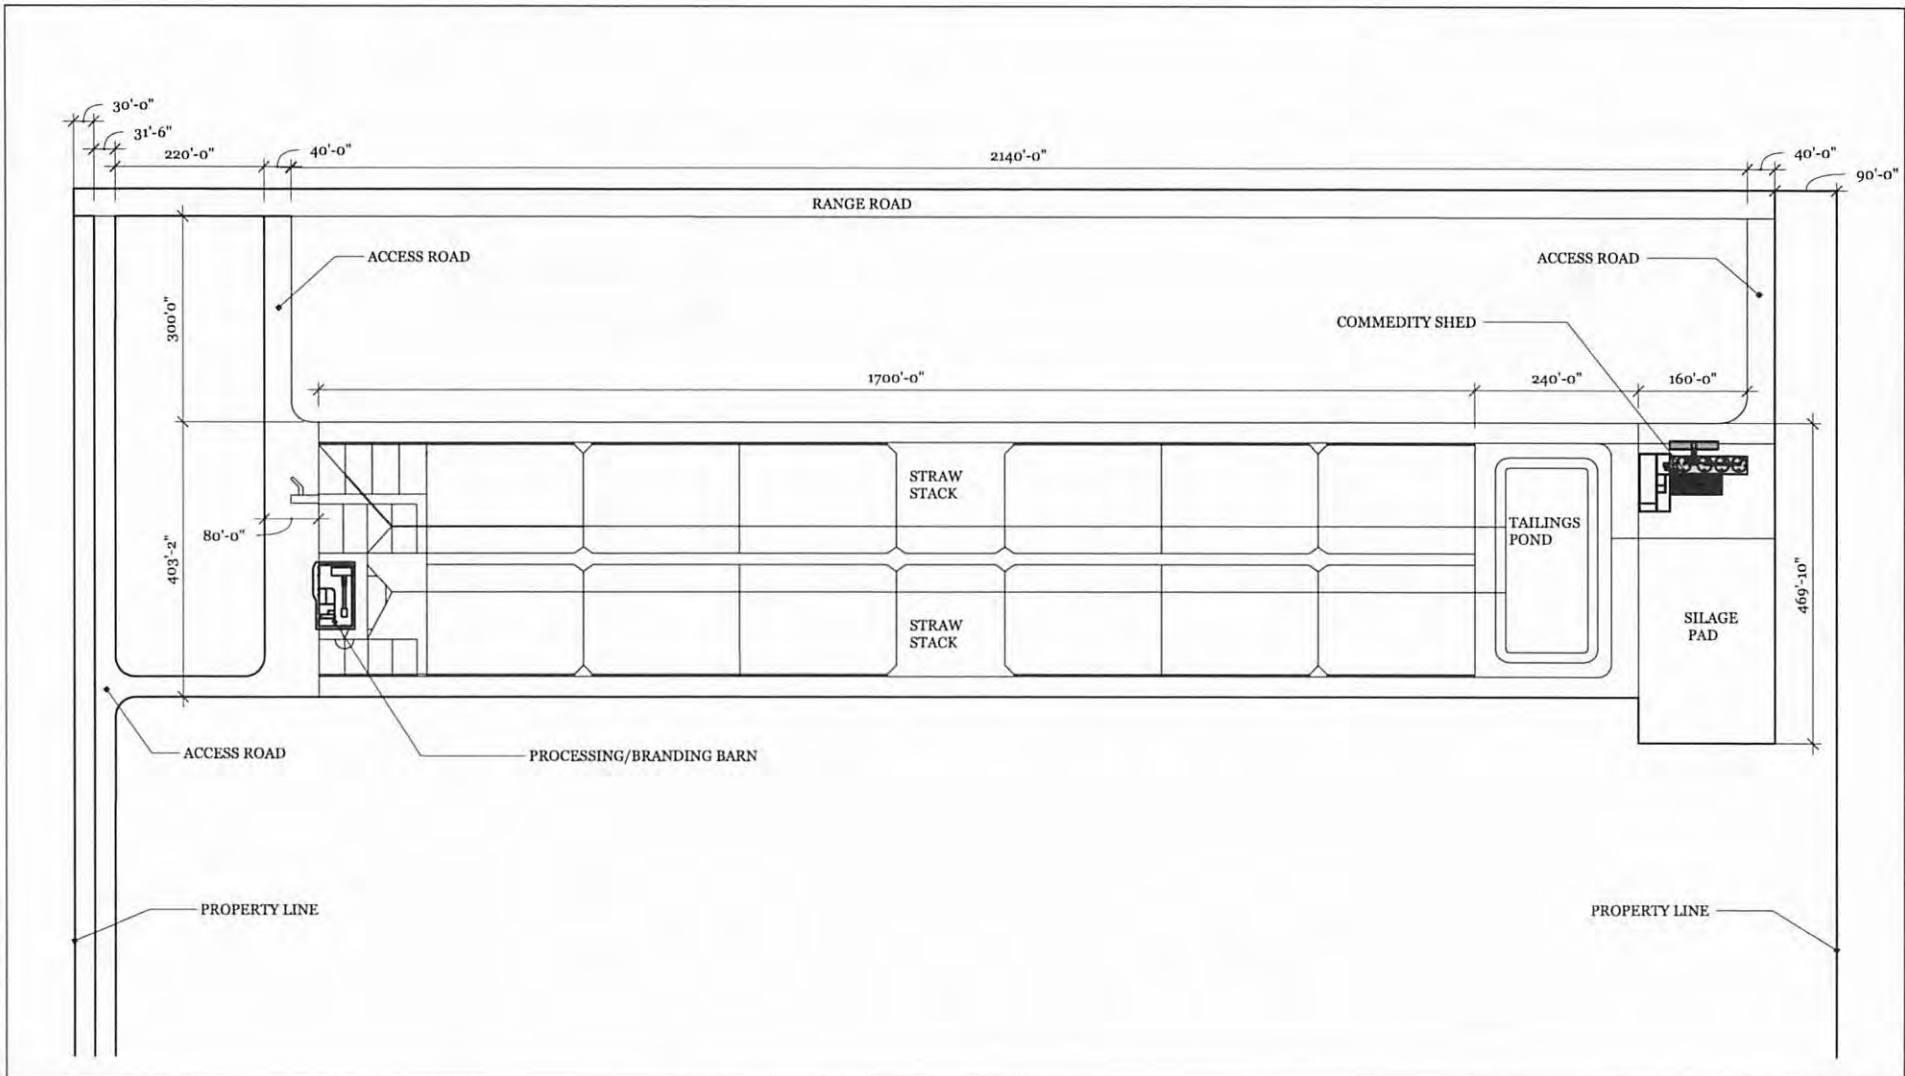 30'-0"
31'-6"
220'-0"
40'-0"
2140'-0"
40'-0"
90'-0"
RANGE ROAD
ACCESS ROAD
ACCESS ROAD
300'0"
COMMEDITY SHED
1700'-0"
240'-0"
160'-0"
STRAW
STACK
TAILINGS
POND
80'-0"
403'-2"
469'-10"
STRAW
STACK
SILAGE
PAD
ACCESS ROAD
PROCESSING/BRANDING BARN
PROPERTY LINE
PROPERTY LINE